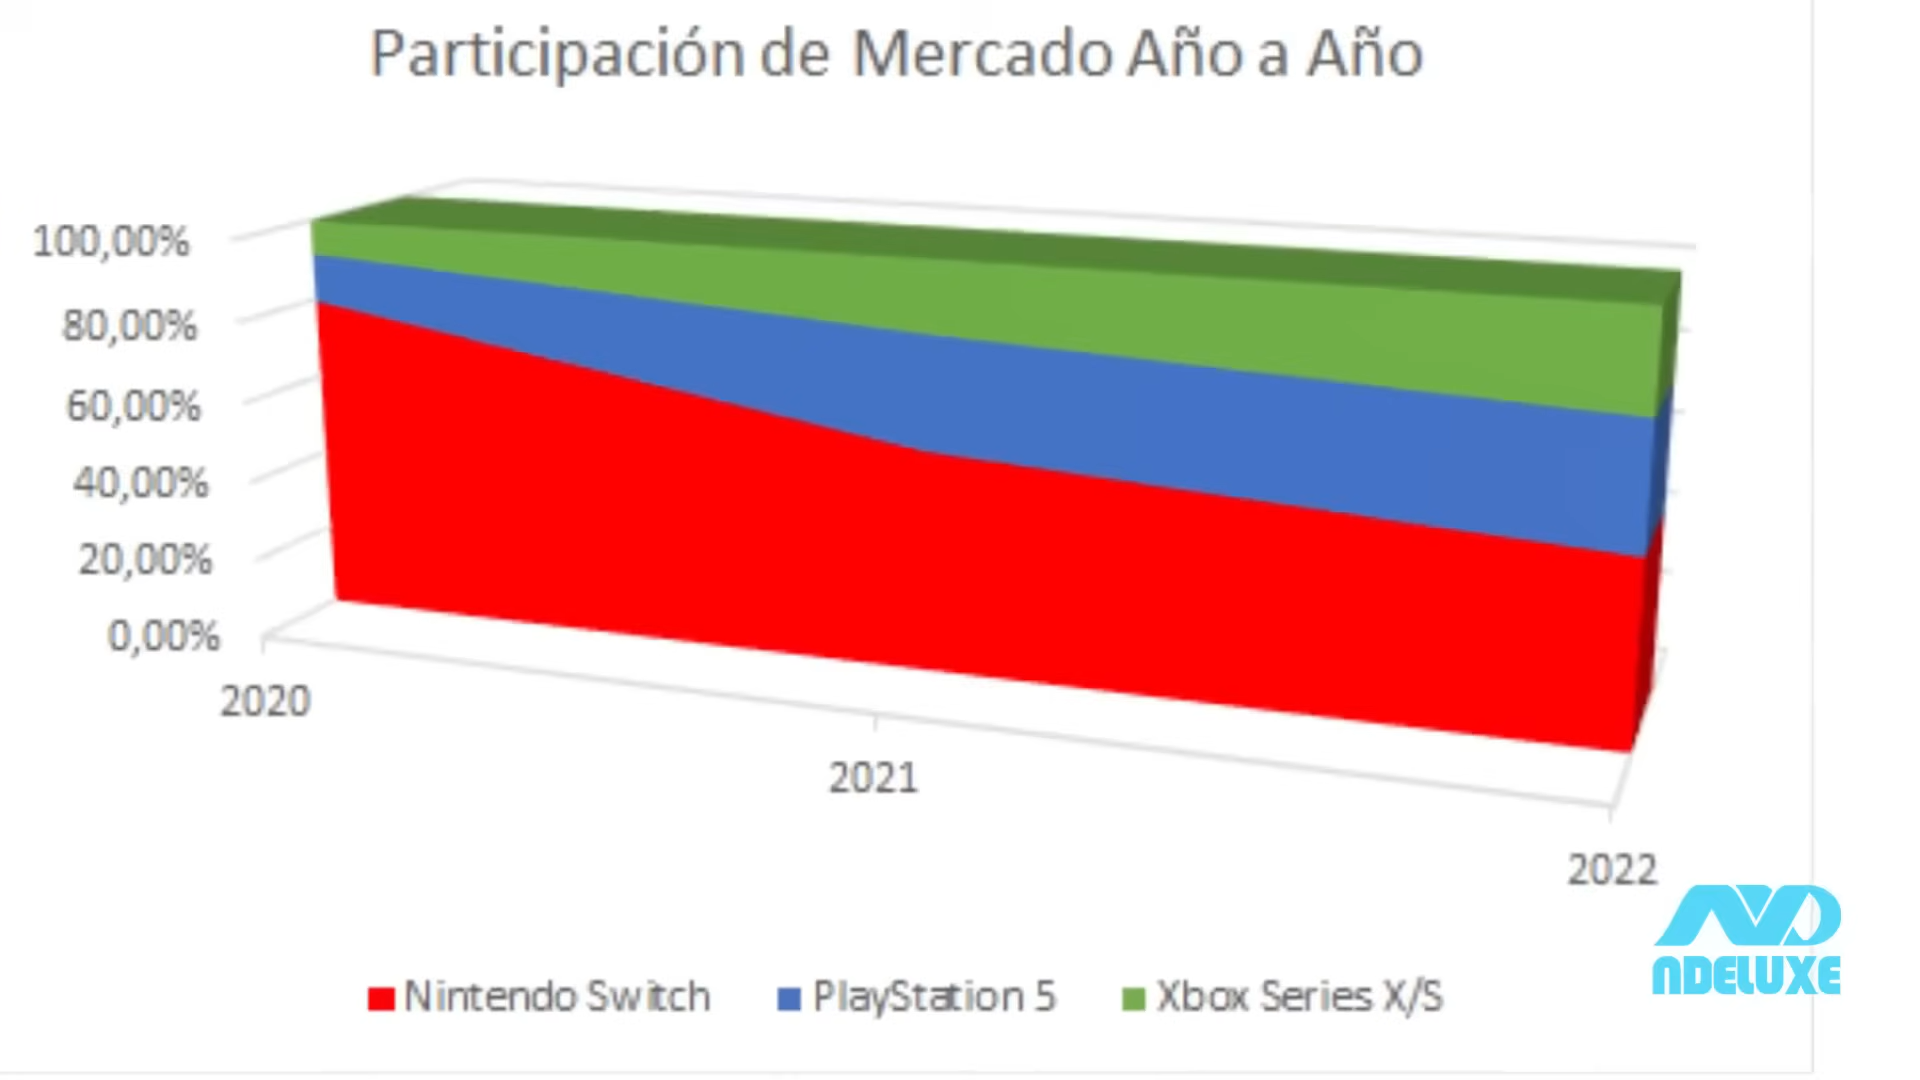 Participación de Mercado Año a Año
100,00%
80,00%
60,00%
40,00%
20,00%
0,00%
2020
2021
2022
Nintendo Switch
PlayStation 5
Xbox Series X/S
ND
NDELUXE